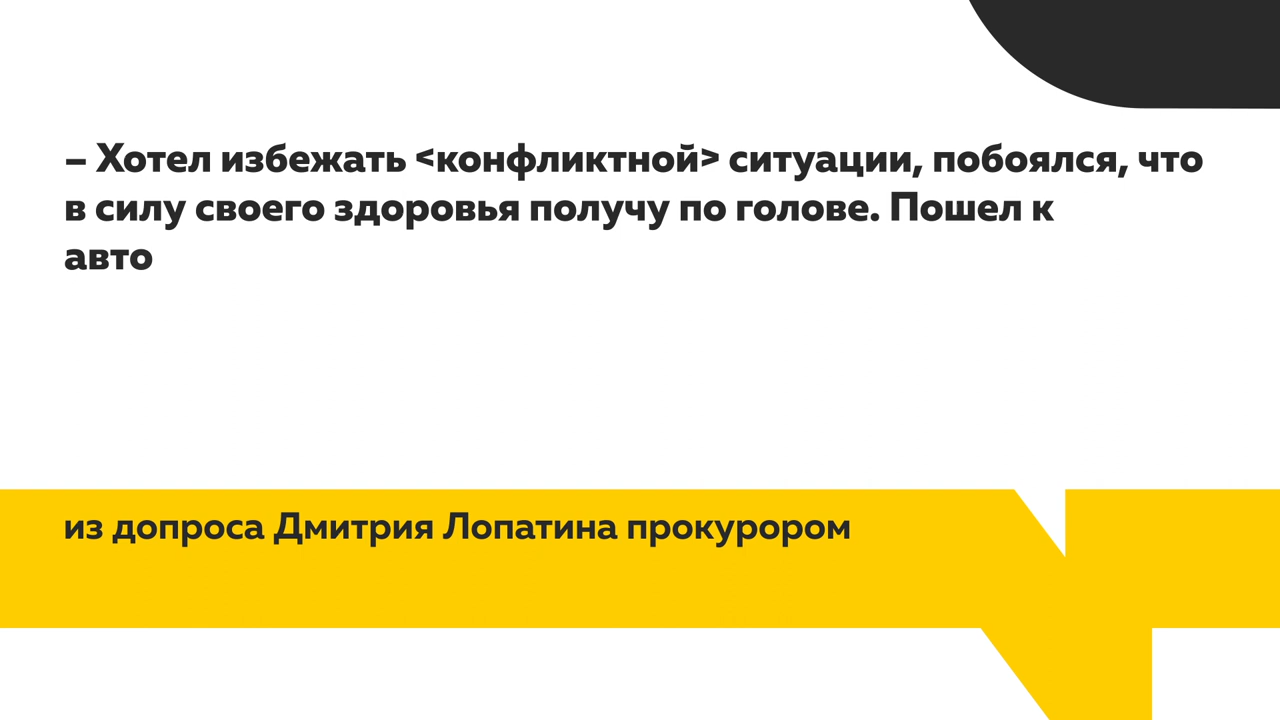 – Хотел избежать <конфликтной> ситуации, побоялся, что
в силу своего здоровья получу по голове. Пошел к
авто
из допроса Дмитрия Лопатина прокурором